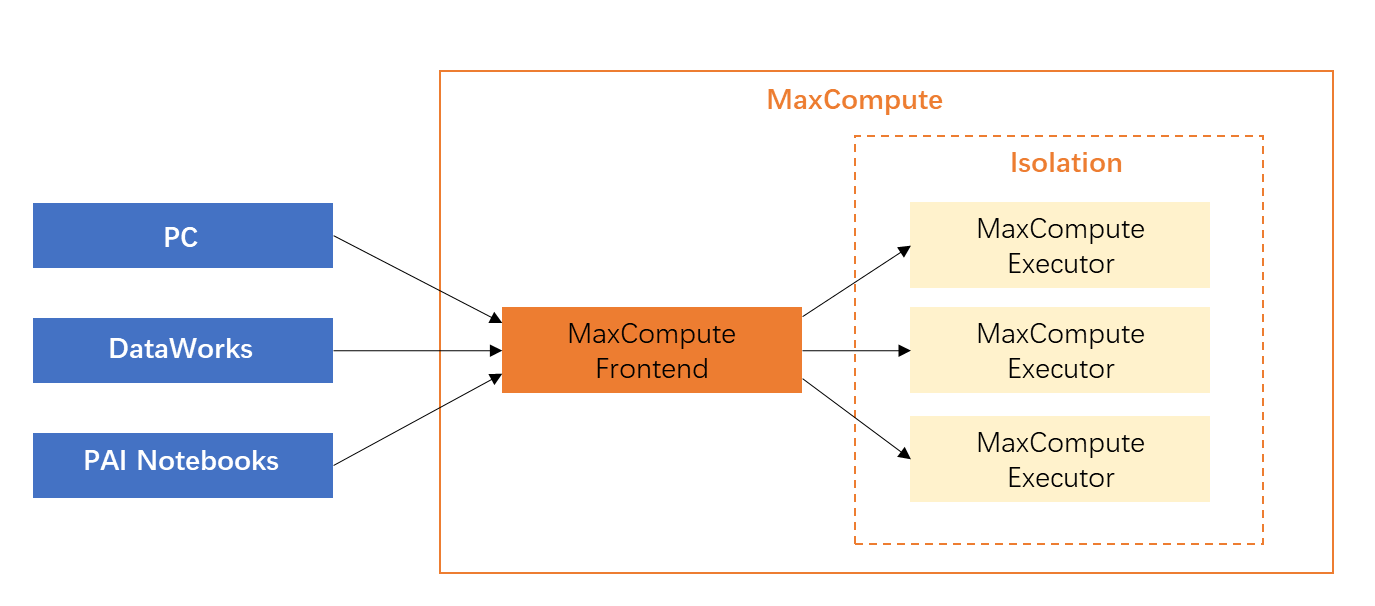 MaxCompute
Isolation
PC
DataWorks
PAI Notebooks
MaxCompute
Frontend
MaxCompute
Executor
MaxCompute
Executor
MaxCompute
Executor